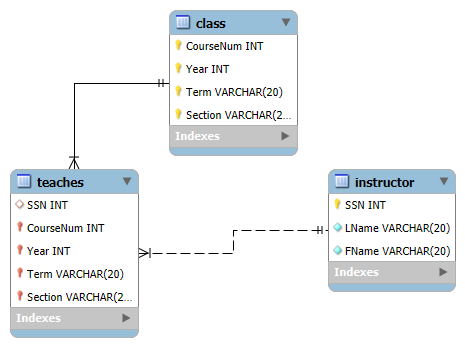 class
CourseNum INT
Year INT
Term VARCHAR(20)
Section VARCHAR(2...
Indexes
teaches
SSN INT
CourseNum INT
Year INT
Term VARCHAR(20)
Section VARCHAR(2...
Indexes
instructor
SSN INT
LName VARCHAR(20)
FName VARCHAR(20)
Indexes